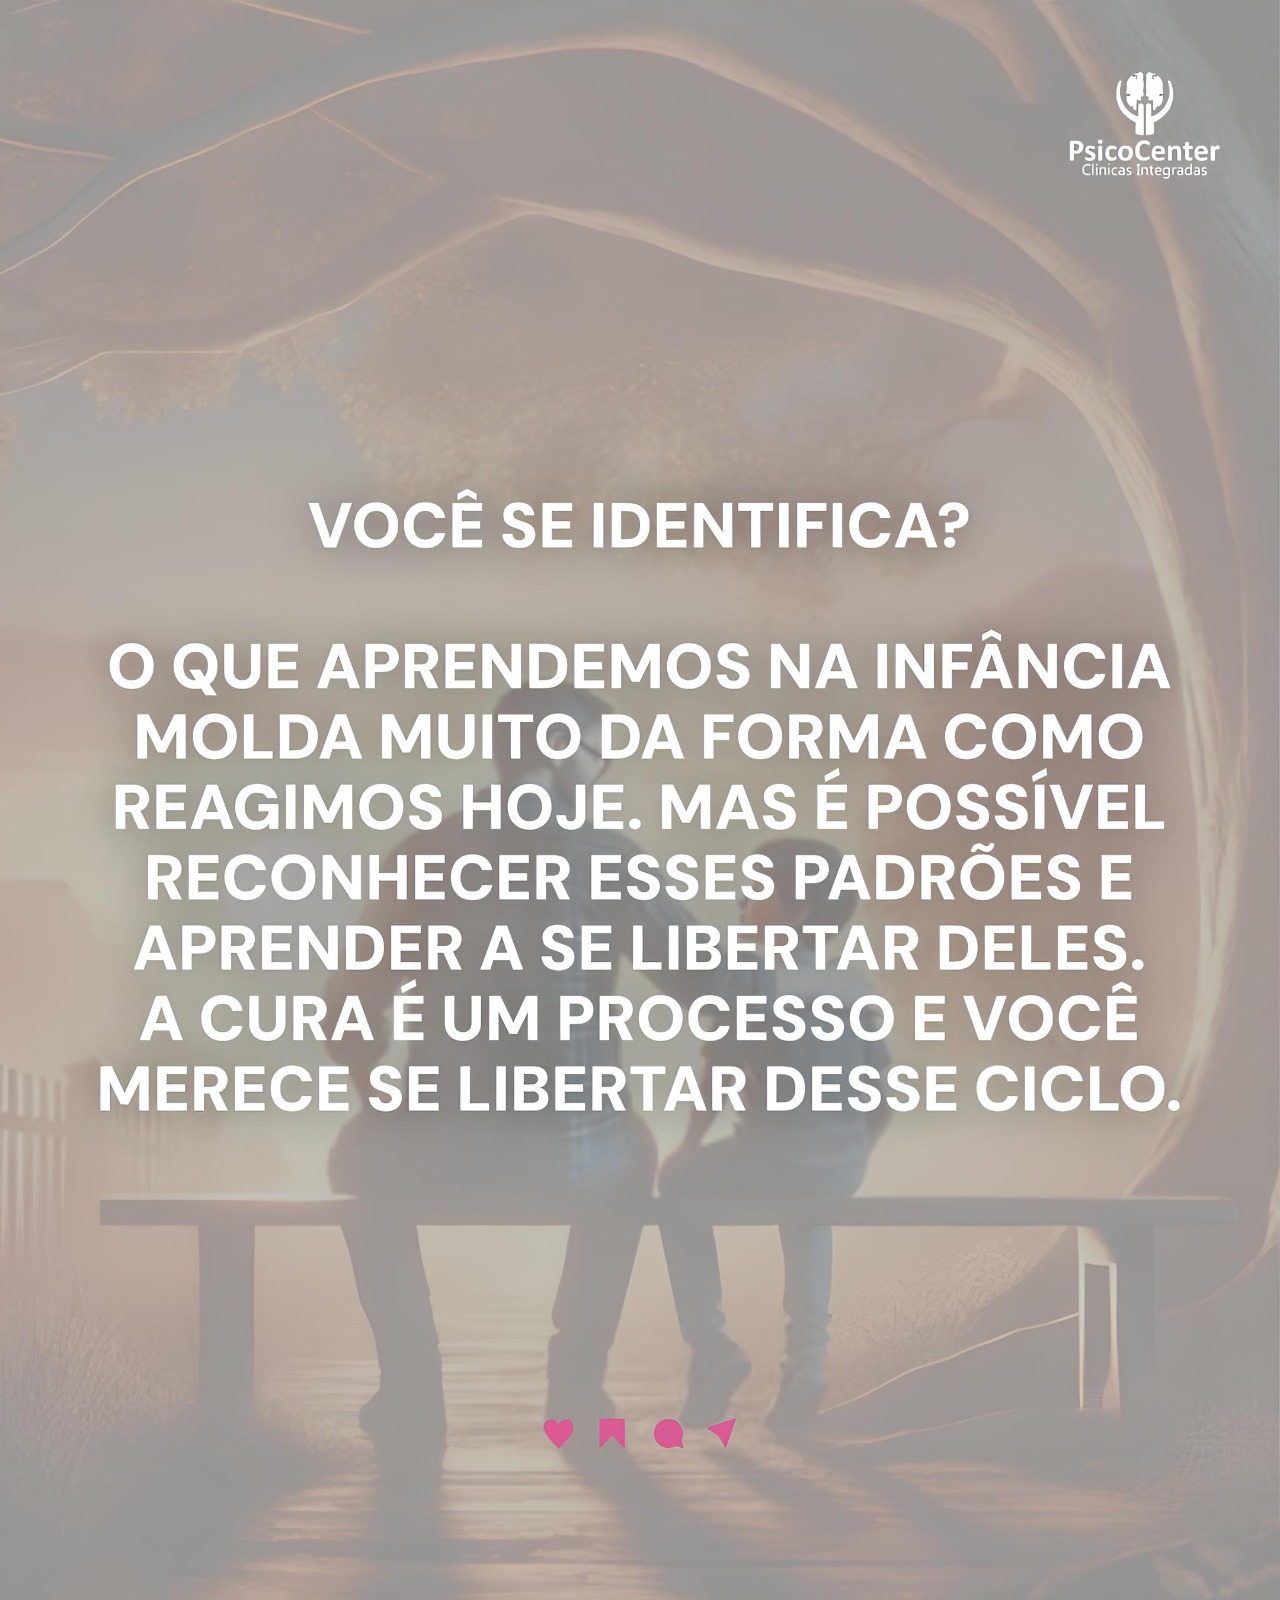 PsicoCenter
Clínicas Integradas
VOCÊ SE IDENTIFICA?
O QUE APRENDEMOS NA INFÂNCIA
MOLDA MUITO DA FORMA COMO
REAGIMOS HOJE. MAS É POSSÍVEL
RECONHECER ESSES PADRÕES E
APRENDER A SE LIBERTAR DELES.
A CURA É UM PROCESSO E VOCÊ
MERECE SE LIBERTAR DESSE CICLO.